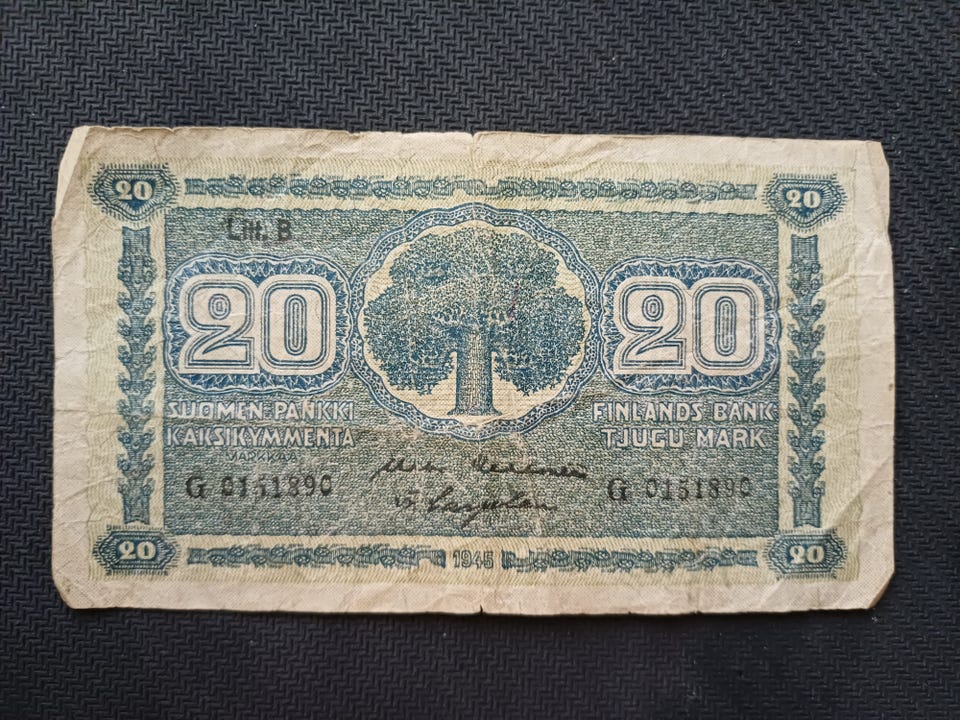 20 20
Litt. B
20 20
SUOMEN PANKKI
KAKSIKYMMENTÄ
MARKKAA
FINLANDS BANK
TJUGU MARK
G 0151890
G 0151890
20 1945 20